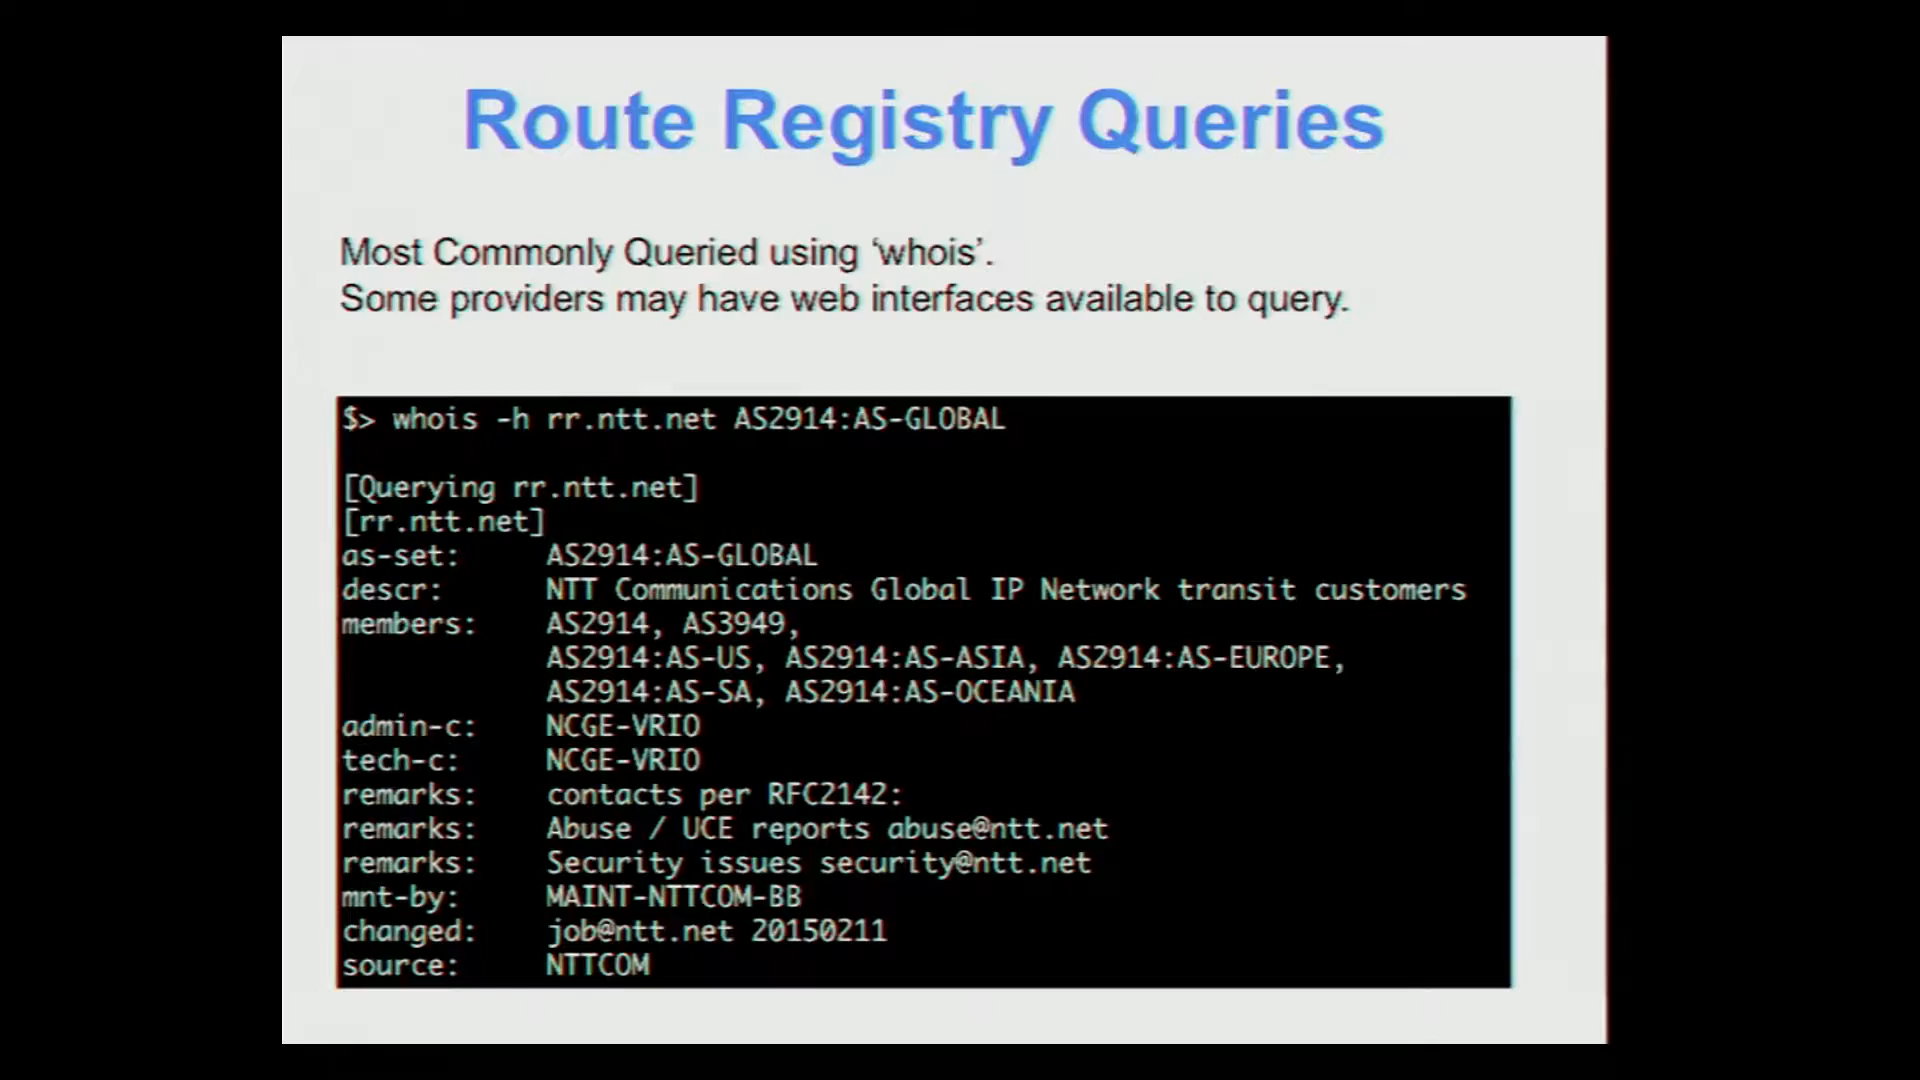 Route Registry Queries
Most Commonly Queried using ‘whois’.
Some providers may have web interfaces available to query.
$> whois -h rr.ntt.net AS2914:AS-GLOBAL
[Querying rr.ntt.net]
[rr.ntt.net]
as-set: AS2914:AS-GLOBAL
descr: NTT Communications Global IP Network transit customers
members: AS2914, AS3949,
AS2914:AS-US, AS2914:AS-ASIA, AS2914:AS-EUROPE,
AS2914:AS-SA, AS2914:AS-OCEANIA
admin-c: NCGE-VRIO
tech-c: NCGE-VRIO
remarks: contacts per RFC2142:
remarks: Abuse / UCE reports abuse@ntt.net
remarks: Security issues security@ntt.net
mnt-by: MAINT-NTTCOM-BB
changed: job@ntt.net 20150211
source: NTTCOM